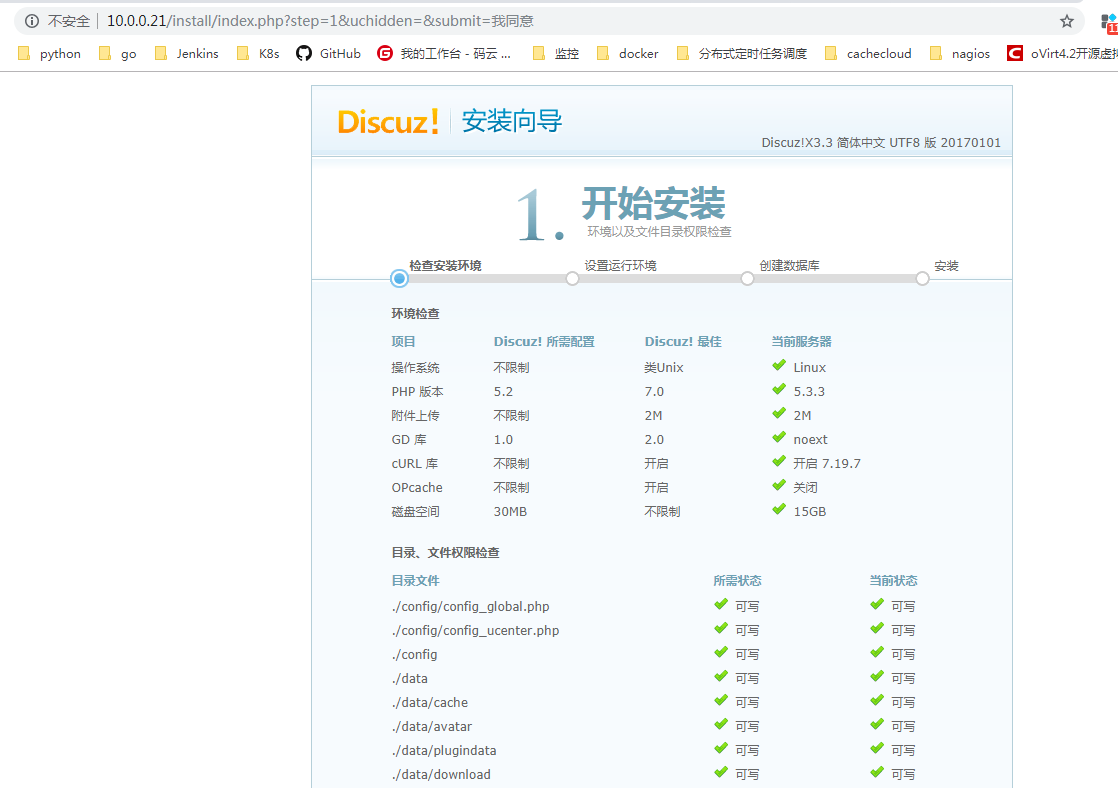 不安全 10.0.0.21/install/index.php?step=1&uchidden=&submit=我同意
python go Jenkins K8s GitHub 我的工作台 - 码云 ... 监控 docker 分布式定时任务调度 cachecloud nagios oVirt4.2开源虚
Discuz! 安装向导
Discuz!X3.3 简体中文 UTF8 版 20170101
1. 开始安装
环境以及文件目录权限检查
检查安装环境 设置运行环境 创建数据库 安装
环境检查
项目 Discuz! 所需配置 Discuz! 最佳 当前服务器
操作系统 不限制 类Unix Linux
PHP 版本 5.2 7.0 5.3.3
附件上传 不限制 2M 2M
GD 库 1.0 2.0 noext
cURL 库 不限制 开启 开启 7.19.7
OPcache 不限制 开启 关闭
磁盘空间 30MB 不限制 15GB
目录、文件权限检查
目录文件 所需状态 当前状态
./config/config_global.php 可写 可写
./config/config_ucenter.php 可写 可写
./config 可写 可写
./data 可写 可写
./data/cache 可写 可写
./data/avatar 可写 可写
./data/plugindata 可写 可写
./data/download 可写 可写